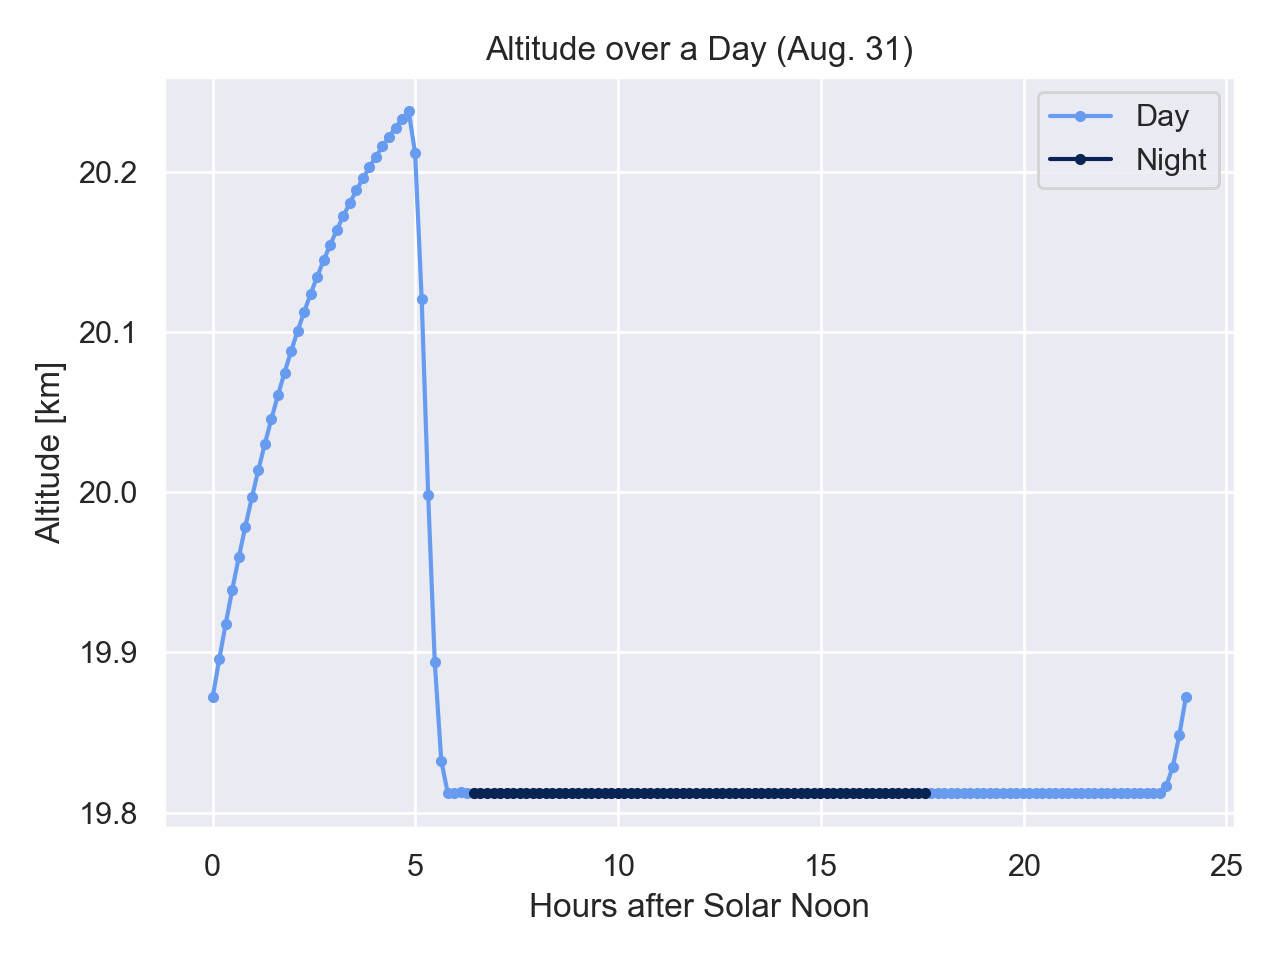 Altitude over a Day (Aug. 31)
Day
Night
Altitude [km]
20.2
20.1
20.0
19.9
19.8
0 5 10 15 20 25
Hours after Solar Noon